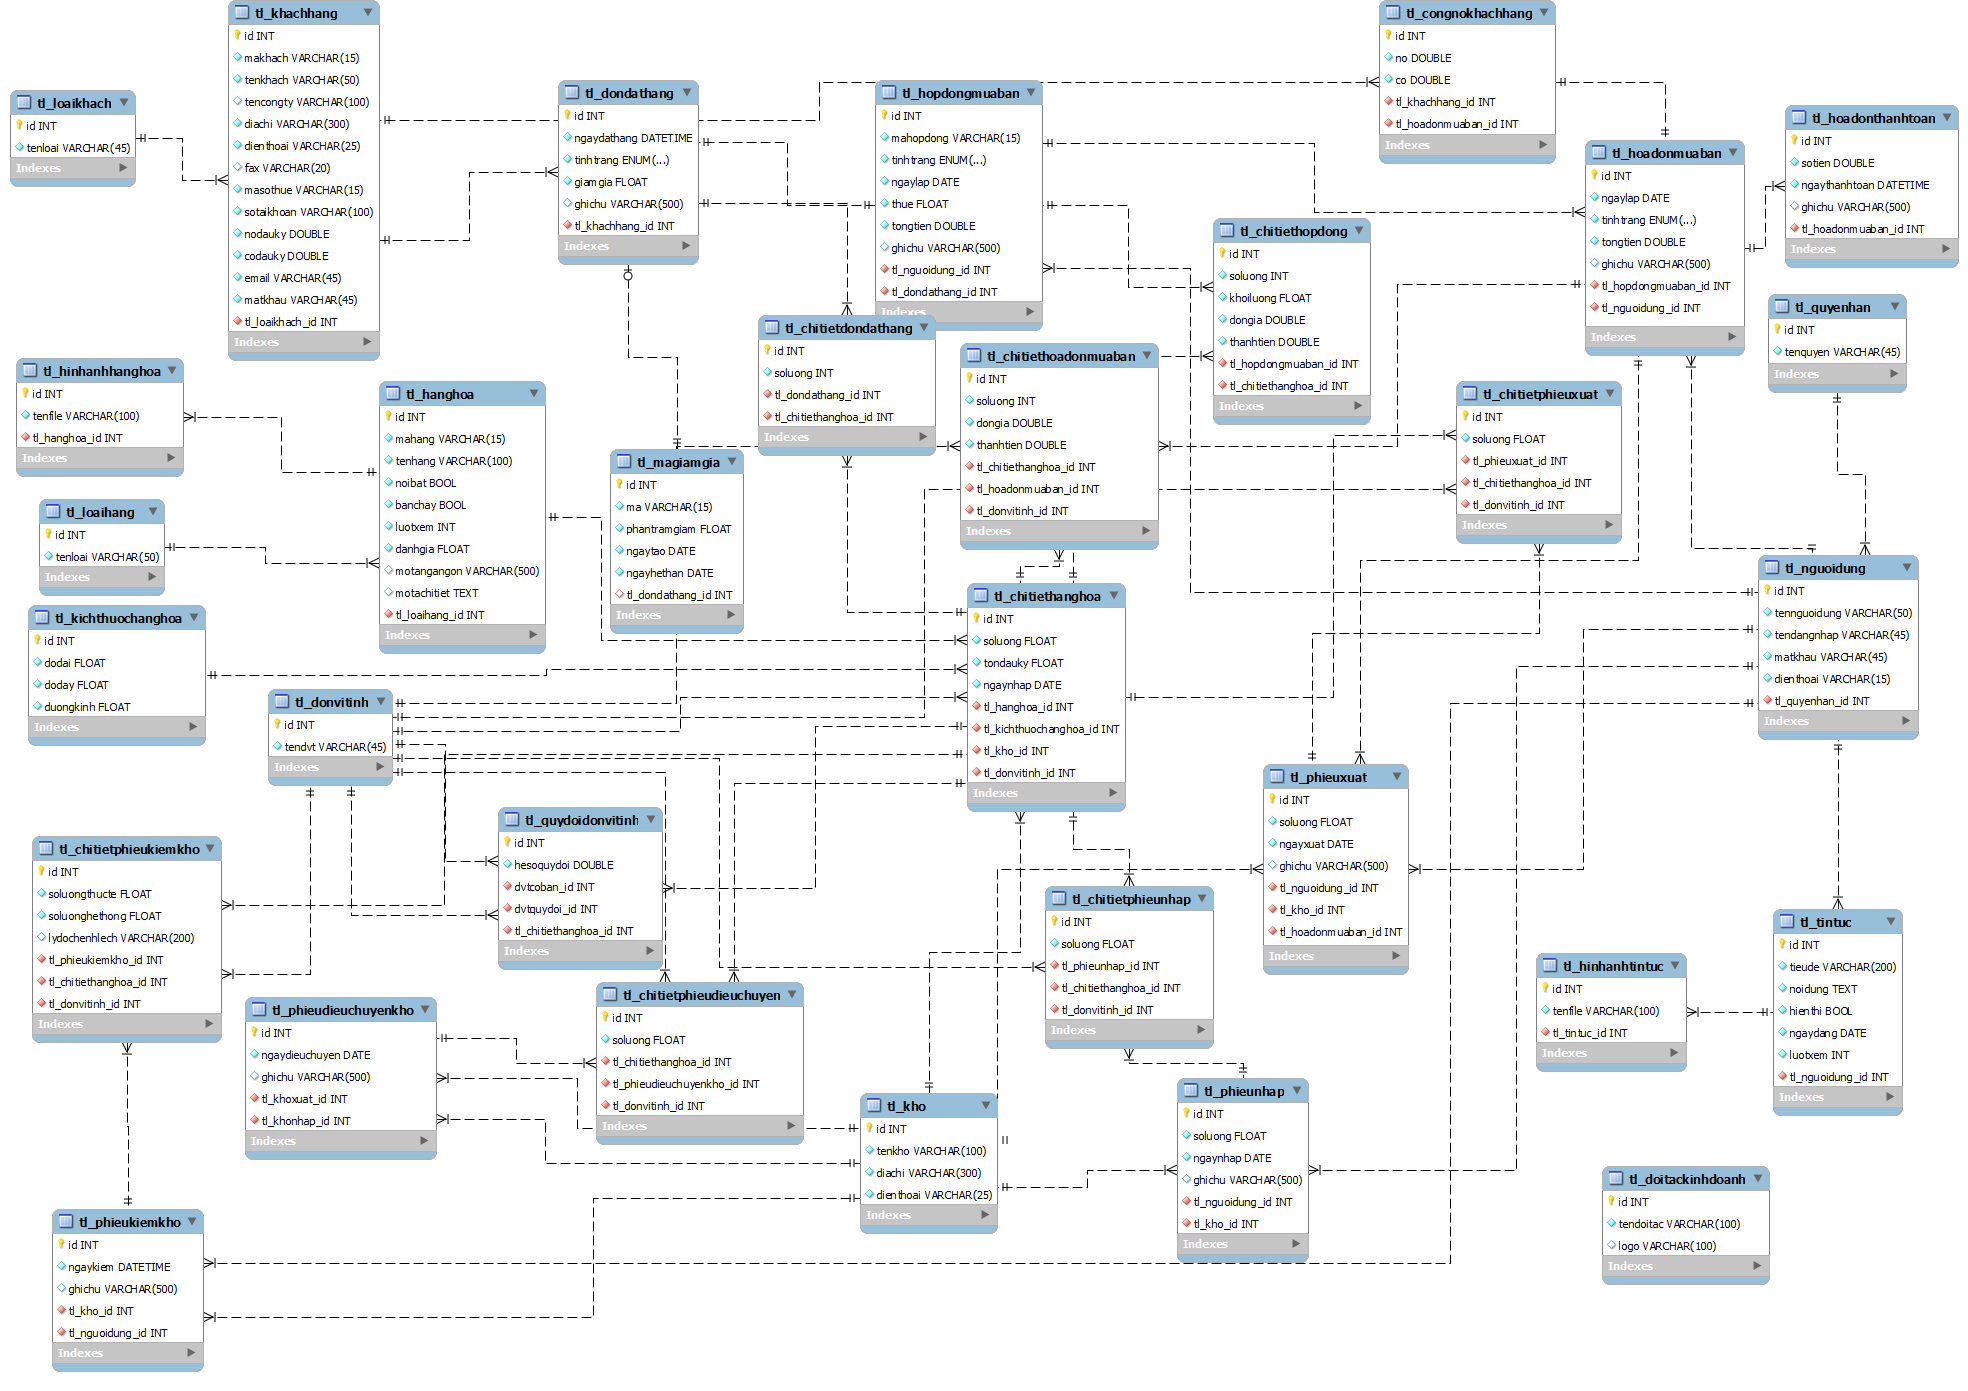 tl_khachhang
id INT
makhach VARCHAR(15)
tenkhach VARCHAR(50)
tencongty VARCHAR(100)
diachi VARCHAR(300)
dienthoai VARCHAR(25)
fax VARCHAR(20)
masothue VARCHAR(15)
sotaikhoan VARCHAR(100)
nodauky DOUBLE
codauky DOUBLE
email VARCHAR(45)
matkhau VARCHAR(45)
tl_loaikhach_id INT
Indexes
tl_loaikhach
id INT
tenloai VARCHAR(45)
Indexes
tl_dondathang
id INT
ngaydathang DATETIME
tinhtrang ENUM(...)
giamgia FLOAT
ghichu VARCHAR(500)
tl_khachhang_id INT
Indexes
tl_hopdongmuaban
id INT
mahopdong VARCHAR(15)
tinhtrang ENUM(...)
ngaylap DATE
thue FLOAT
tongtien DOUBLE
ghichu VARCHAR(500)
tl_nguoidung_id INT
tl_dondathang_id INT
Indexes
tl_congnokhachhang
id INT
no DOUBLE
co DOUBLE
tl_khachhang_id INT
tl_hoadonmuaban_id INT
Indexes
tl_hoadonmuaban
id INT
ngaylap DATE
tinhtrang ENUM(...)
tongtien DOUBLE
ghichu VARCHAR(500)
tl_hopdongmuaban_id INT
tl_nguoidung_id INT
Indexes
tl_hoadonthanhtoan
id INT
sotien DOUBLE
ngaythanhtoan DATETIME
ghichu VARCHAR(500)
tl_hoadonmuaban_id INT
Indexes
tl_chitiethopdong
id INT
soluong INT
khoiluong FLOAT
dongia DOUBLE
thanhtien DOUBLE
tl_hopdongmuaban_id INT
tl_chitiethanghoa_id INT
Indexes
tl_quyenhan
id INT
tenquyen VARCHAR(45)
Indexes
tl_chitietdondathang
id INT
soluong INT
tl_dondathang_id INT
tl_chitiethanghoa_id INT
Indexes
tl_chitiethoadonmuaban
id INT
soluong INT
dongia DOUBLE
thanhtien DOUBLE
tl_chitiethanghoa_id INT
tl_hoadonmuaban_id INT
tl_donvitinh_id INT
Indexes
tl_hinhanhhanghoa
id INT
tenfile VARCHAR(100)
tl_hanghoa_id INT
Indexes
tl_hanghoa
id INT
mahang VARCHAR(15)
tenhang VARCHAR(100)
noibat BOOL
banchay BOOL
luotxem INT
danhgia FLOAT
motangangon VARCHAR(500)
motachitiet TEXT
tl_loaihang_id INT
Indexes
tl_chitietphieuxuat
id INT
soluong FLOAT
tl_phieuxuat_id INT
tl_chitiethanghoa_id INT
tl_donvitinh_id INT
Indexes
tl_magiamgia
id INT
ma VARCHAR(15)
phantramgiam FLOAT
ngaytao DATE
ngayhethan DATE
tl_dondathang_id INT
Indexes
tl_loaihang
id INT
tenloai VARCHAR(50)
Indexes
tl_nguoidung
id INT
tennguoidung VARCHAR(50)
tendangnhap VARCHAR(45)
matkhau VARCHAR(45)
dienthoai VARCHAR(15)
tl_quyenhan_id INT
Indexes
tl_chitiethanghoa
id INT
soluong FLOAT
tondauky FLOAT
ngaynhap DATE
tl_hanghoa_id INT
tl_kichthuochanghoa_id INT
tl_kho_id INT
tl_donvitinh_id INT
Indexes
tl_kichthuochanghoa
id INT
dodai FLOAT
doday FLOAT
duongkinh FLOAT
Indexes
tl_donvitinh
id INT
tendvt VARCHAR(45)
Indexes
tl_phieuxuat
id INT
soluong FLOAT
ngayxuat DATE
ghichu VARCHAR(500)
tl_nguoidung_id INT
tl_kho_id INT
tl_hoadonmuaban_id INT
Indexes
tl_quydoidonvitinh
id INT
hesoquydoi DOUBLE
dvtcoban_id INT
dvtquydoi_id INT
tl_chitiethanghoa_id INT
Indexes
tl_chitietphieukiemkho
id INT
soluongthucte FLOAT
soluonghethong FLOAT
lydochenhlech VARCHAR(200)
tl_phieukiemkho_id INT
tl_chitiethanghoa_id INT
tl_donvitinh_id INT
Indexes
tl_chitietphieunhap
id INT
soluong FLOAT
tl_phieunhap_id INT
tl_chitiethanghoa_id INT
tl_donvitinh_id INT
Indexes
tl_tintuc
id INT
tieude VARCHAR(200)
noidung TEXT
hienthi BOOL
ngaydang DATE
luotxem INT
tl_nguoidung_id INT
Indexes
tl_hinhanhtintuc
id INT
tenfile VARCHAR(100)
tl_tintuc_id INT
Indexes
tl_chitietphieudieuchuyen
id INT
soluong FLOAT
tl_chitiethanghoa_id INT
tl_phieudieuchuyenkho_id INT
tl_donvitinh_id INT
Indexes
tl_phieudieuchuyenkho
id INT
ngaydieuchuyen DATE
ghichu VARCHAR(500)
tl_khoxuat_id INT
tl_khonhap_id INT
Indexes
tl_kho
id INT
tenkho VARCHAR(100)
diachi VARCHAR(300)
dienthoai VARCHAR(25)
Indexes
tl_phieunhap
id INT
soluong FLOAT
ngaynhap DATE
ghichu VARCHAR(500)
tl_nguoidung_id INT
tl_kho_id INT
Indexes
tl_doitackinhdoanh
id INT
tendoitac VARCHAR(100)
logo VARCHAR(100)
Indexes
tl_phieukiemkho
id INT
ngaykiem DATETIME
ghichu VARCHAR(500)
tl_kho_id INT
tl_nguoidung_id INT
Indexes